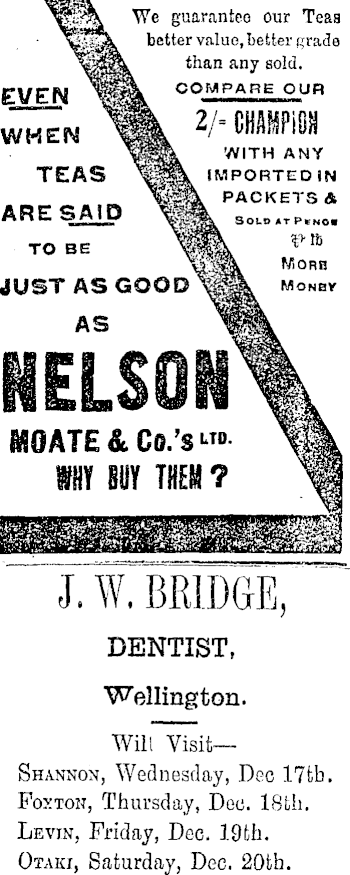 We guarantee our Teas
better value, better grade
than any sold.
COMPARE OUR
2/= CHAMPION
WITH ANY
IMPORTED IN
PACKETS &
SOLD AT PENCE
℔ lb
MORE
MONEY
EVEN
WHEN
TEAS
ARE SAID
TO BE
JUST AS GOOD
AS
NELSON
MOATE & Co.'s LTD.
WHY BUY THEM ?
J. W. BRIDGE,
DENTIST,
Wellington.
Will Visit—
SHANNON, Wednesday, Dec 17th.
FOXTON, Thursday, Dec. 18th.
LEVIN, Friday, Dec. 19th.
OTAKI, Saturday, Dec. 20th.